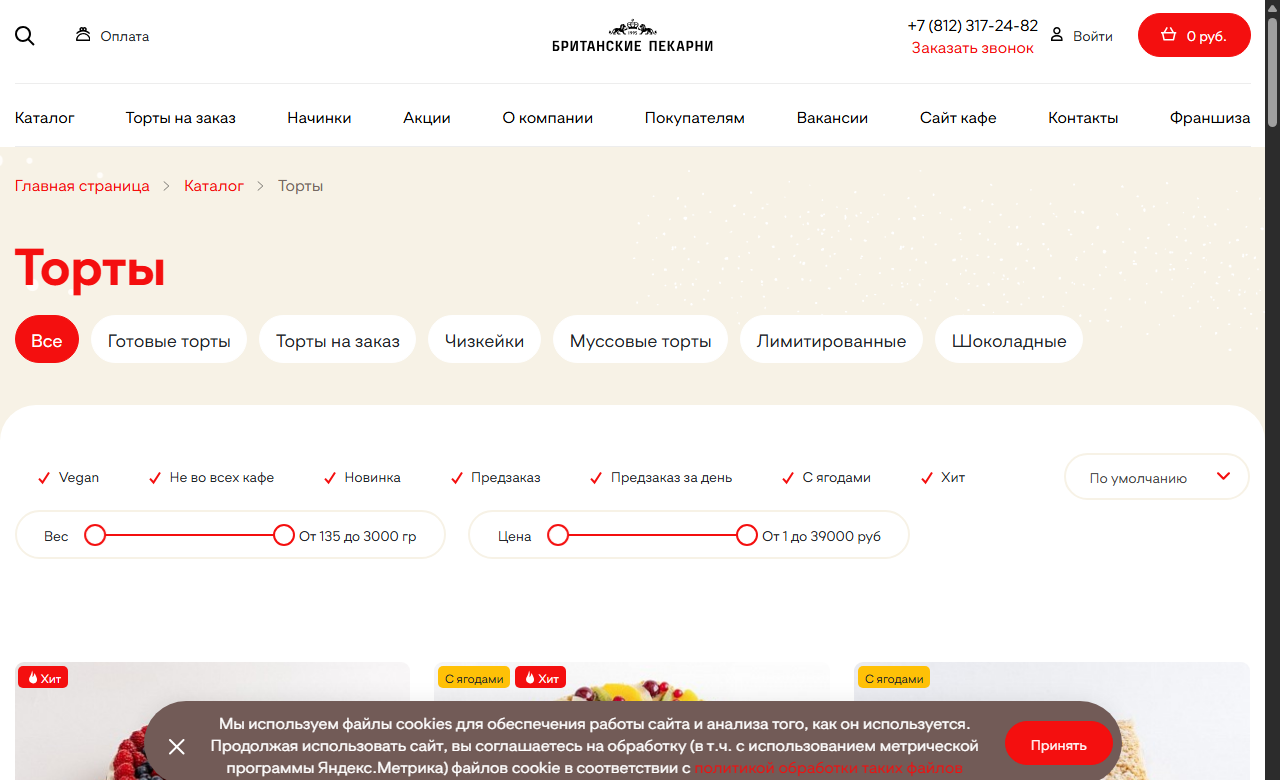 Оплата
1995
БРИТАНСКИЕ ПЕКАРНИ
+7 (812) 317-24-82
Заказать звонок
Войти
0 руб.
Каталог
Торты на заказ
Начинки
Акции
О компании
Покупателям
Вакансии
Сайт кафе
Контакты
Франшиза
Главная страница
Каталог
Торты
Торты
Все
Готовые торты
Торты на заказ
Чизкейки
Муссовые торты
Лимитированные
Шоколадные
Vegan
Не во всех кафе
Новинка
Предзаказ
Предзаказ за день
С ягодами
Хит
По умолчанию
Вес
От 135 до 3000 гр
Цена
От 1 до 39000 руб
Хит
С ягодами
Хит
С ягодами
Мы используем файлы cookies для обеспечения работы сайта и анализа того, как он используется.
Продолжая использовать сайт, вы соглашаетесь на обработку (в т.ч. с использованием метрической
программы Яндекс.Метрика) файлов cookie в соответствии с политикой обработки таких файлов
Принять